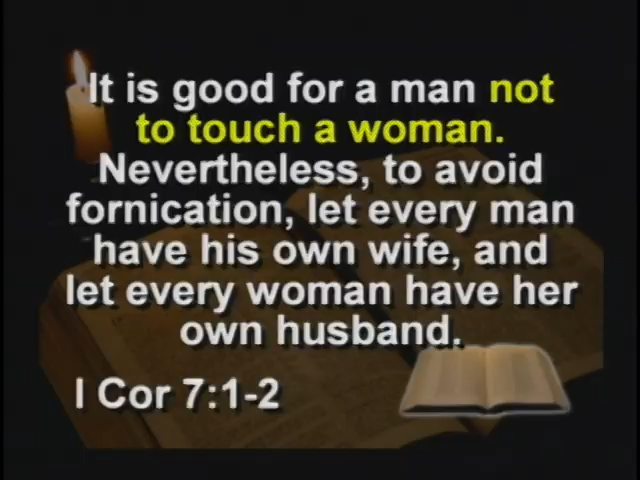 It is good for a man not
to touch a woman.
Nevertheless, to avoid
fornication, let every man
have his own wife, and
let every woman have her
own husband.
I Cor 7:1-2